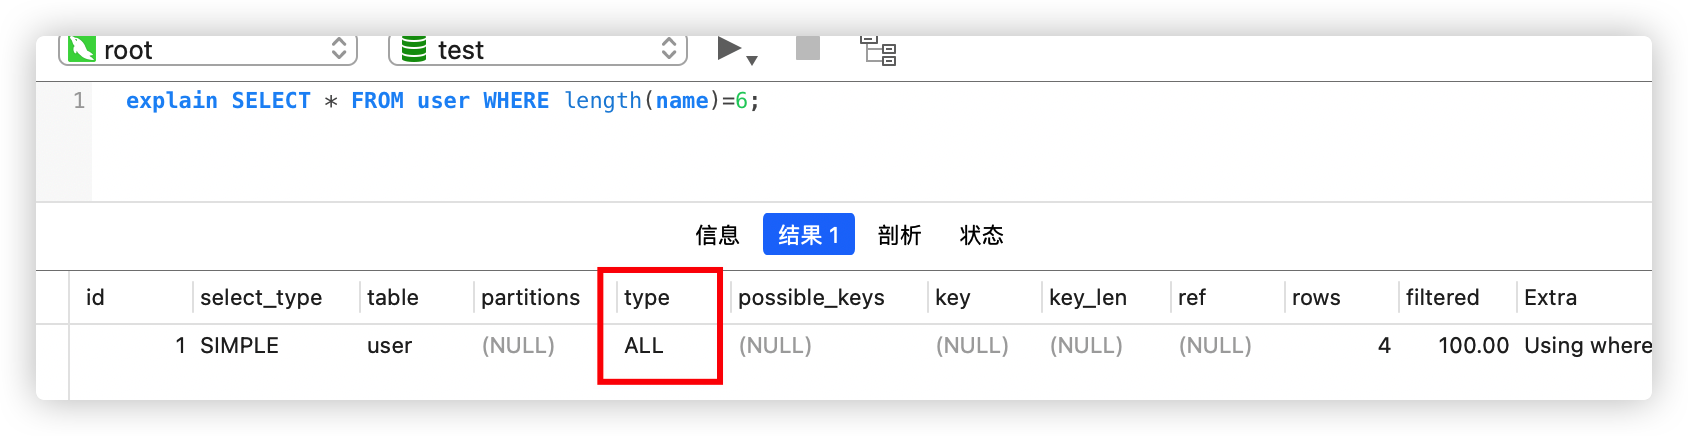 root test
1 explain SELECT * FROM user WHERE length(name)=6;
信息 结果 1 剖析 状态
id select_type table partitions type possible_keys key key_len ref rows filtered Extra
1 SIMPLE user (NULL) ALL (NULL) (NULL) (NULL) (NULL) 4 100.00 Using where